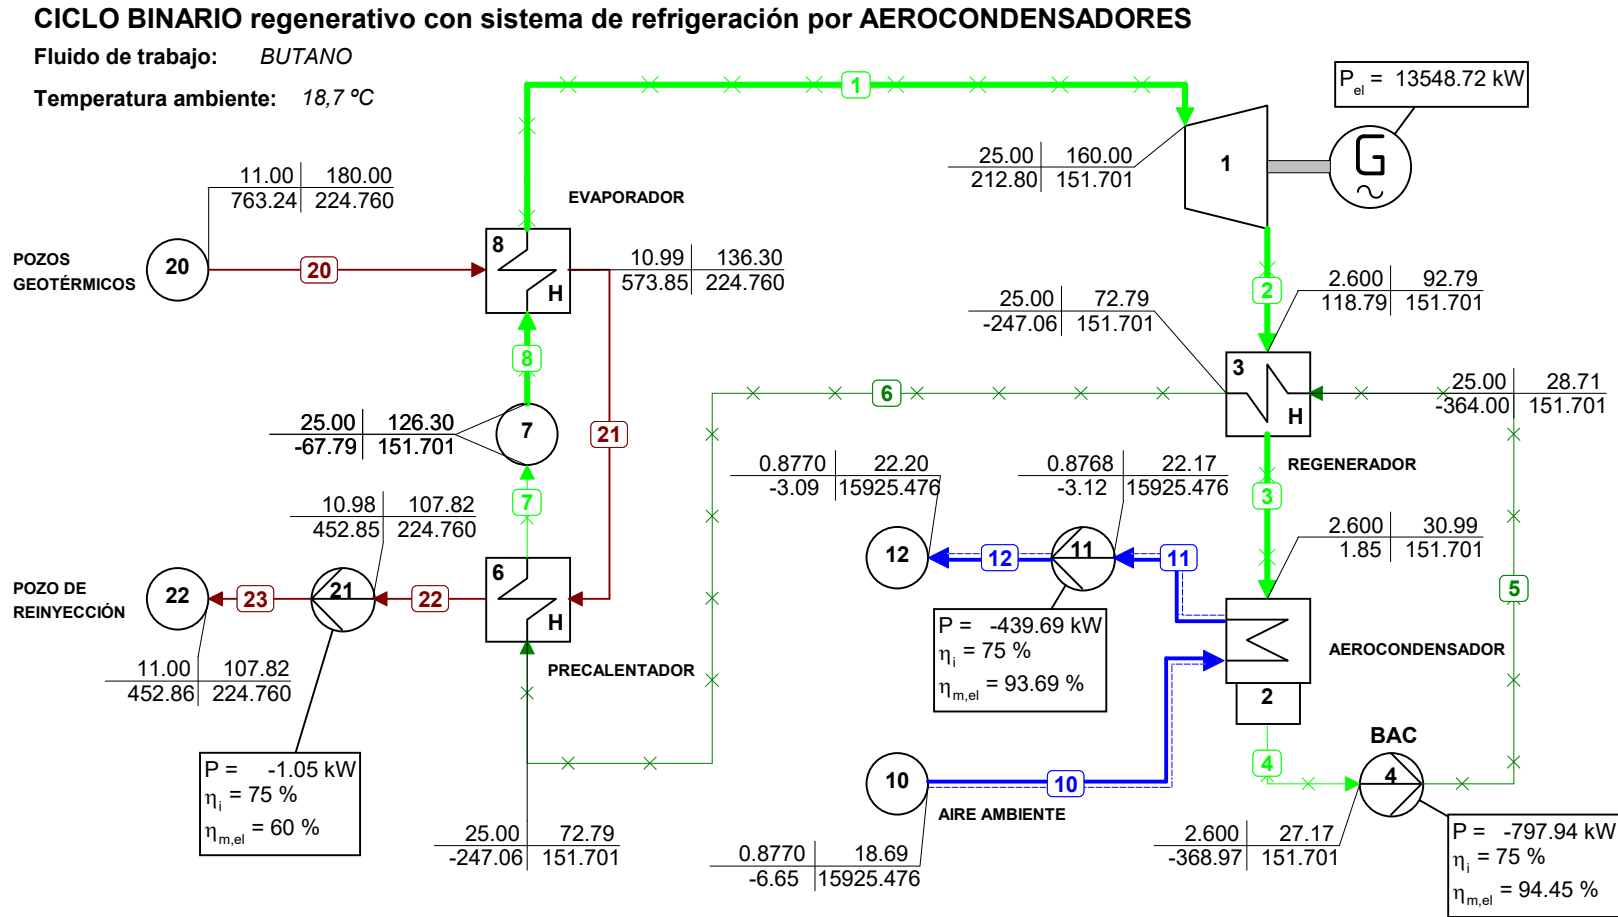 CICLO BINARIO regenerativo con sistema de refrigeración por AEROCONDENSADORES
Fluido de trabajo: BUTANO
Temperatura ambiente: 18,7 ºC
1
P el = 13548.72 kW
G
1
25.00 160.00
212.80 151.701
11.00 180.00
763.24 224.760
EVAPORADOR
POZOS
GEOTÉRMICOS
20
20
8
H
10.99 136.30
573.85 224.760
2
2.600 92.79
118.79 151.701
25.00 72.79
-247.06 151.701
8
3
H
6
25.00 28.71
-364.00 151.701
25.00 126.30
-67.79 151.701
7
21
REGENERADOR
0.8770 22.20
-3.09 15925.476
0.8768 22.17
-3.12 15925.476
3
10.98 107.82
452.85 224.760
7
2.600 30.99
1.85 151.701
12
12
11
11
POZO DE
REINYECCIÓN
22
23
21
22
6
H
5
P = -439.69 kW
ηi = 75 %
ηm,el = 93.69 %
AEROCONDENSADOR
PRECALENTADOR
11.00 107.82
452.86 224.760
2
BAC
P = -1.05 kW
ηi = 75 %
ηm,el = 60 %
10
10
AIRE AMBIENTE
4
4
25.00 72.79
-247.06 151.701
0.8770 18.69
-6.65 15925.476
2.600 27.17
-368.97 151.701
P = -797.94 kW
ηi = 75 %
ηm,el = 94.45 %